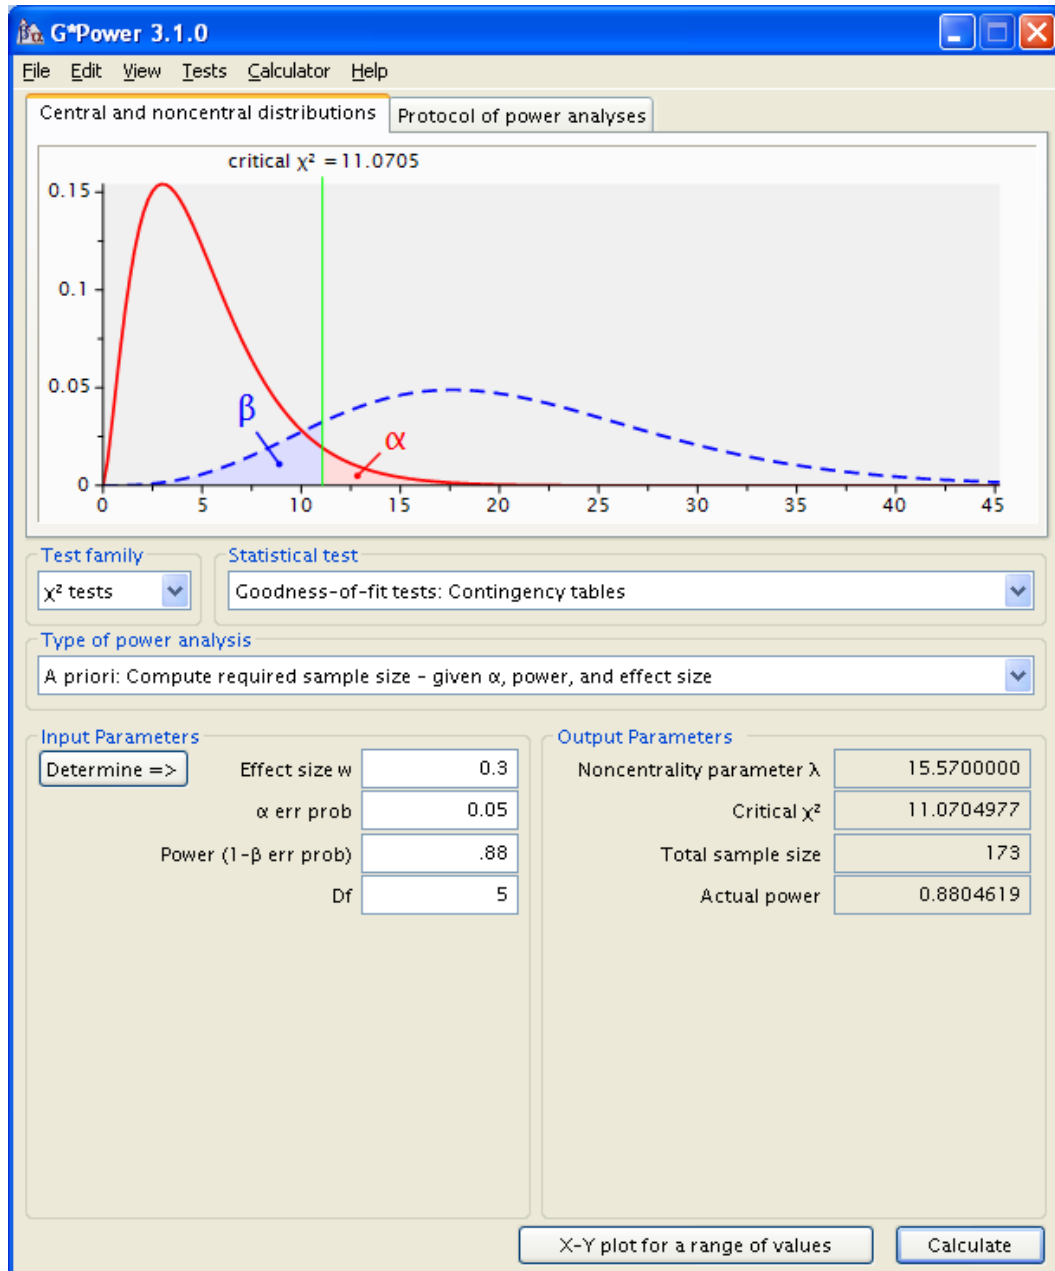 G*Power 3.1.0
File Edit View Tests Calculator Help
Central and noncentral distributions Protocol of power analyses
critical χ² = 11.0705
0.15
0.1
0.05
0
β
α
0 5 10 15 20 25 30 35 40 45
Test family Statistical test
χ² tests Goodness-of-fit tests: Contingency tables
Type of power analysis
A priori: Compute required sample size - given α, power, and effect size
Input Parameters Output Parameters
Determine => Effect size w 0.3 Noncentrality parameter λ 15.5700000
α err prob 0.05 Critical χ² 11.0704977
Power (1-β err prob) .88 Total sample size 173
Df 5 Actual power 0.8804619
X-Y plot for a range of values Calculate